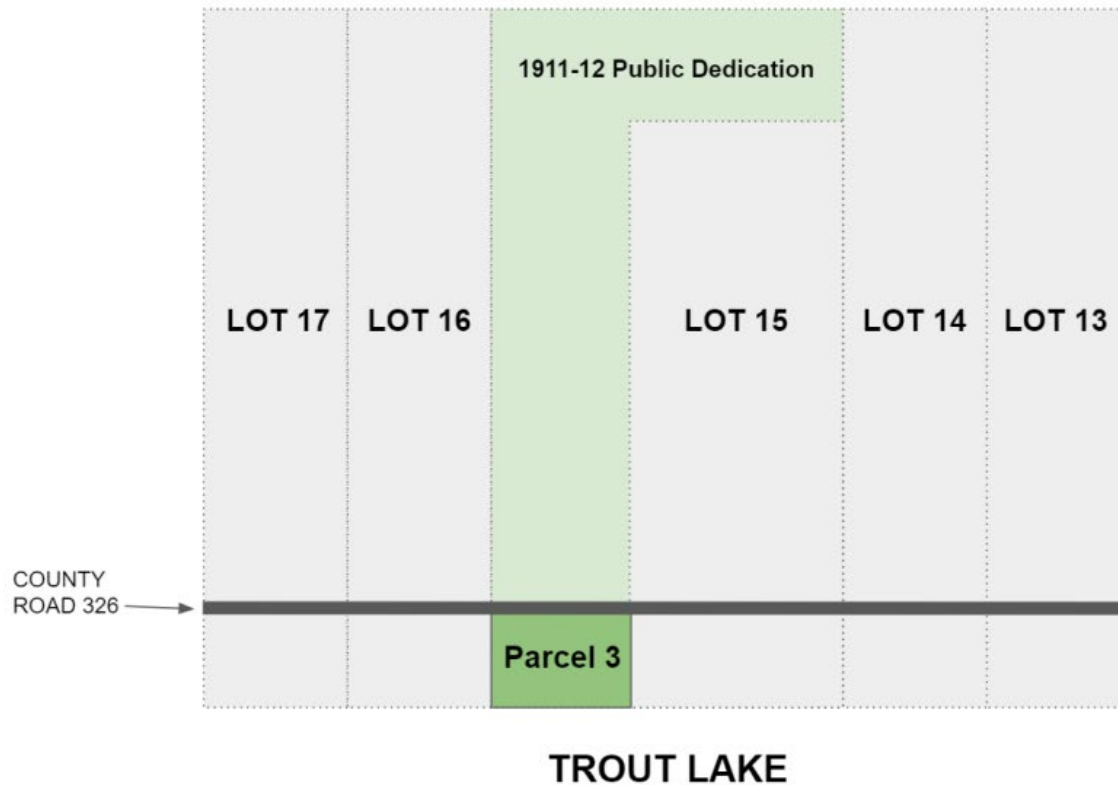 1911-12 Public Dedication
LOT 17
LOT 16
LOT 15
LOT 14
LOT 13
COUNTY
ROAD 326
Parcel 3
TROUT LAKE